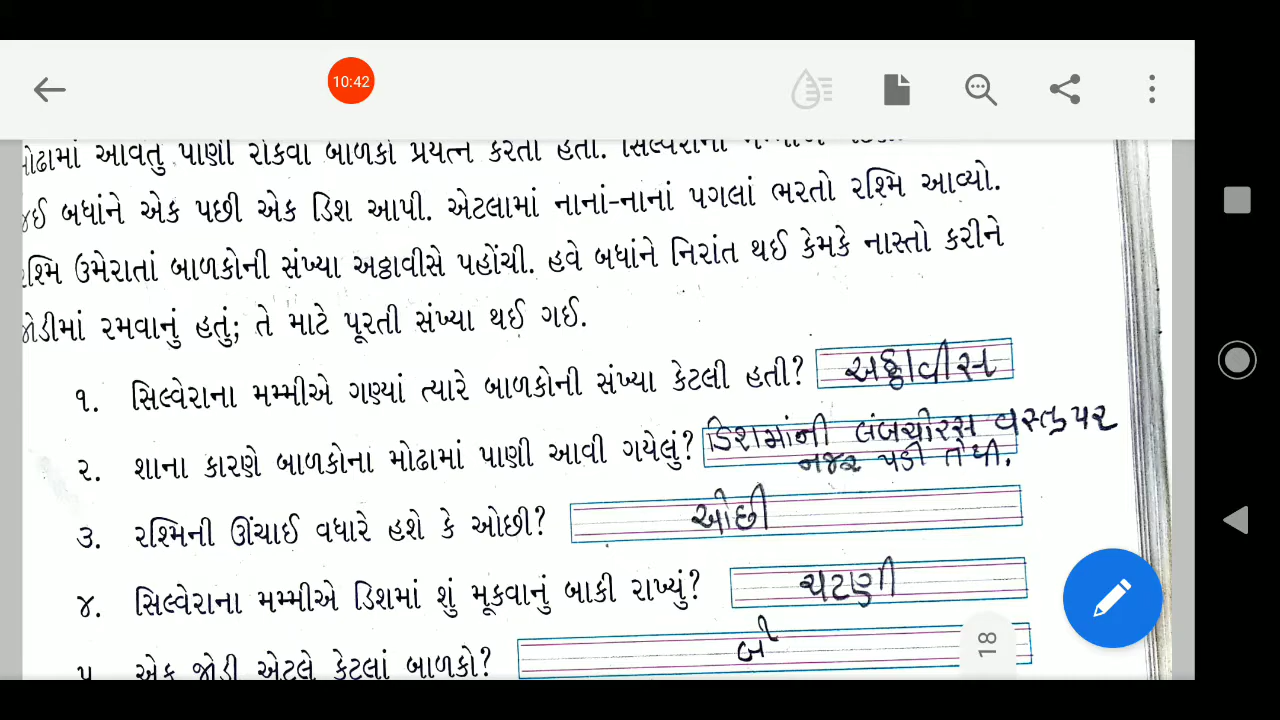 10:42
મોઢામાં આવતું પાણી રોકવા બાળકો પ્રયત્ન કરતાં હતાં. સિલ્વેરાના
જઈ બધાંને એક પછી એક ડિશ આપી. એટલામાં નાનાં-નાનાં પગલાં ભરતો રશ્મિ આવ્યો.
રશ્મિ ઉમેરાતાં બાળકોની સંખ્યા અઠ્ઠાવીસે પહોંચી. હવે બધાંને નિરાંત થઈ કેમકે નાસ્તો કરીને
જોડીમાં રમવાનું હતું; તે માટે પૂરતી સંખ્યા થઈ ગઈ.
૧. સિલ્વેરાના મમ્મીએ ગણ્યાં ત્યારે બાળકોની સંખ્યા કેટલી હતી? અઠ્ઠાવીસ
૨. શાના કારણે બાળકોના મોઢામાં પાણી આવી ગયેલું? ડિશમાંની લંબચોરસ વસ્તુ પર
નજર પડી તેથી.
૩. રશ્મિની ઊંચાઈ વધારે હશે કે ઓછી? ઓછી
૪. સિલ્વેરાના મમ્મીએ ડિશમાં શું મૂકવાનું બાકી રાખ્યું? ચટણી
૫. એક જોડી એટલે કેટલાં બાળકો? બે
18